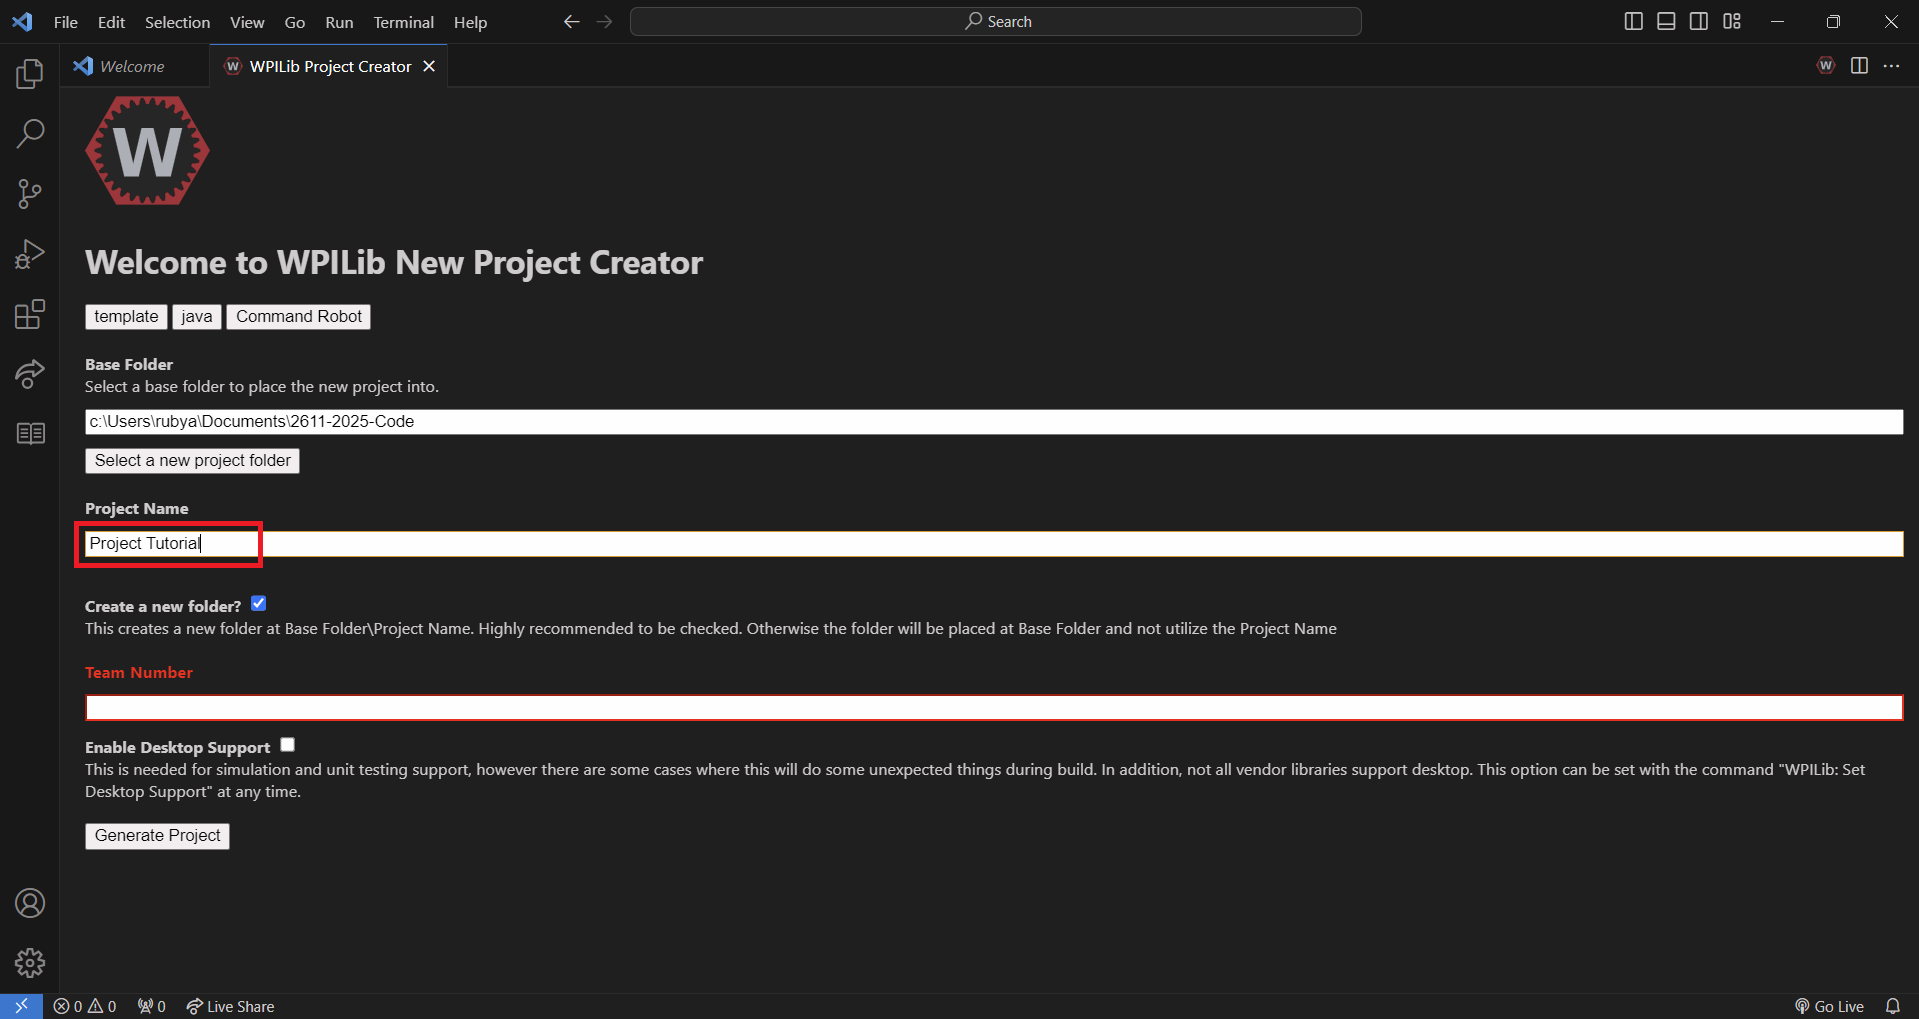 File Edit Selection View Go Run Terminal Help
Search
Welcome
W WPILib Project Creator
W
W
Welcome to WPILib New Project Creator
template java Command Robot
Base Folder
Select a base folder to place the new project into.
c:\Users\rubya\Documents\2611-2025-Code
Select a new project folder
Project Name
Project Tutorial
Create a new folder?
This creates a new folder at Base Folder\Project Name. Highly recommended to be checked. Otherwise the folder will be placed at Base Folder and not utilize the Project Name
Team Number
Enable Desktop Support
This is needed for simulation and unit testing support, however there are some cases where this will do some unexpected things during build. In addition, not all vendor libraries support desktop. This option can be set with the command "WPILib: Set
Desktop Support" at any time.
Generate Project
0 0 0 Live Share Go Live